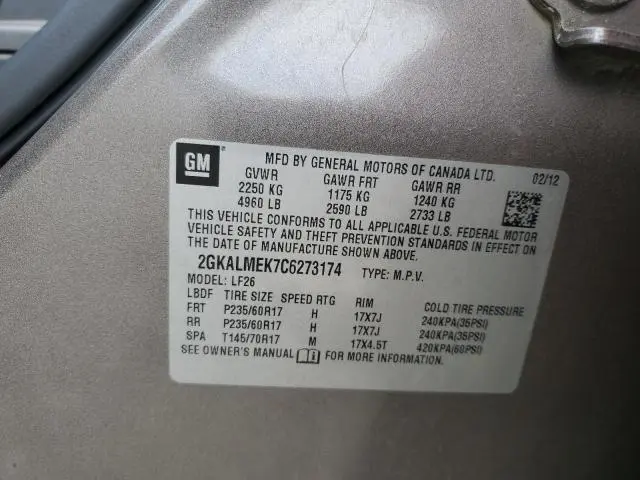 GM
MFD BY GENERAL MOTORS OF CANADA LTD. 02/12
GVWR GAWR FRT GAWR RR
2250 KG 1175 KG 1240 KG
4960 LB 2590 LB 2733 LB
THIS VEHICLE CONFORMS TO ALL APPLICABLE U.S. FEDERAL MOTOR
VEHICLE SAFETY AND THEFT PREVENTION STANDARDS IN EFFECT ON
THE DATE OF MANUFACTURE SHOWN ABOVE.
2GKALMEK7C6273174 TYPE: M.P.V.
MODEL: LF26
LBDF TIRE SIZE SPEED RTG RIM COLD TIRE PRESSURE
FRT P235/60R17 H 17X7J 240KPA(35PSI)
RR P235/60R17 H 17X7J 240KPA(35PSI)
SPA T145/70R17 M 17X4.5T 420KPA(60PSI)
SEE OWNER'S MANUAL FOR MORE INFORMATION.